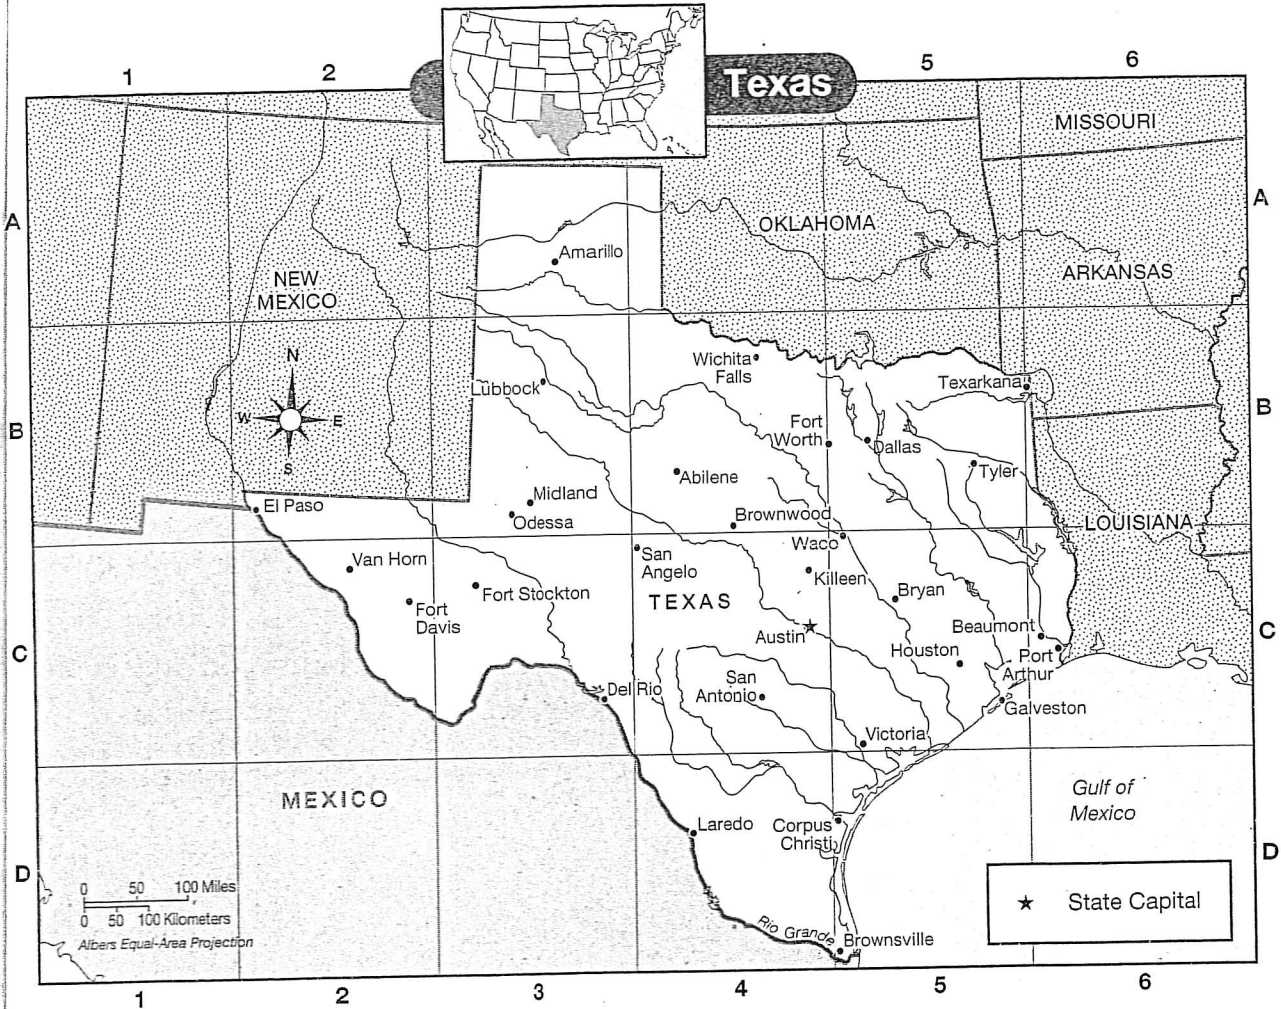 Texas
1
2
5
6
MISSOURI
A
A
OKLAHOMA
Amarillo
ARKANSAS
NEW
MEXICO
N
W
E
S
Wichita
Falls
Lubbock
Texarkana
B
B
Fort
Worth
Dallas
Abilene
Tyler
Midland
Odessa
El Paso
Brownwood
LOUISIANA
Waco
Van Horn
San
Angelo
Killeen
Fort Stockton
Bryan
TEXAS
Fort
Davis
Beaumont
Austin
C
C
Houston
Port
Arthur
Del Rio
San
Antonio
Galveston
Victoria
MEXICO
Gulf of
Mexico
Laredo
Corpus
Christi
D
D
0 50 100 Miles
0 50 100 Kilometers
Albers Equal-Area Projection
★ State Capital
Rio Grande
Brownsville
1
2
3
4
5
6